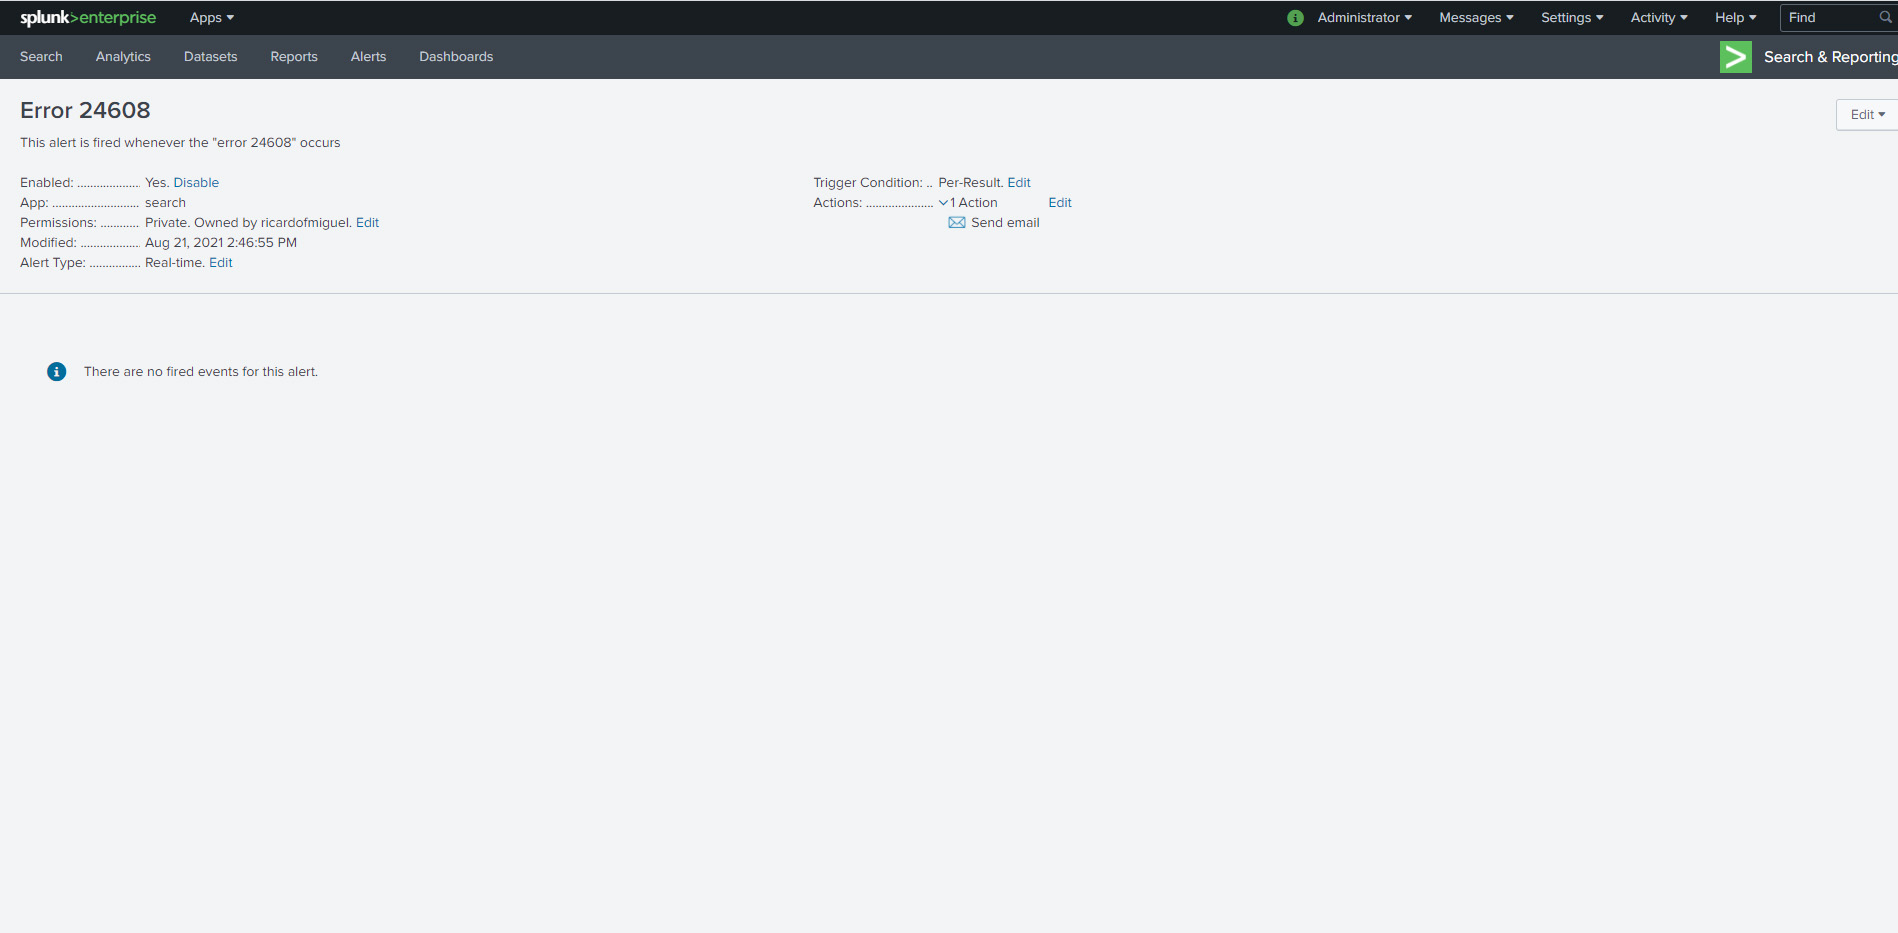 splunk>enterprise Apps Administrator Messages Settings Activity Help Find
Search Analytics Datasets Reports Alerts Dashboards Search & Reporting
Error 24608
Edit
This alert is fired whenever the "error 24608" occurs
Enabled: ................... Yes. Disable
App: ........................... search
Permissions: ............ Private. Owned by ricardofmiguel. Edit
Modified: ................... Aug 21, 2021 2:46:55 PM
Alert Type: ................ Real-time. Edit
Trigger Condition: .. Per-Result. Edit
Actions: ..................... 1 Action Edit
Send email
There are no fired events for this alert.